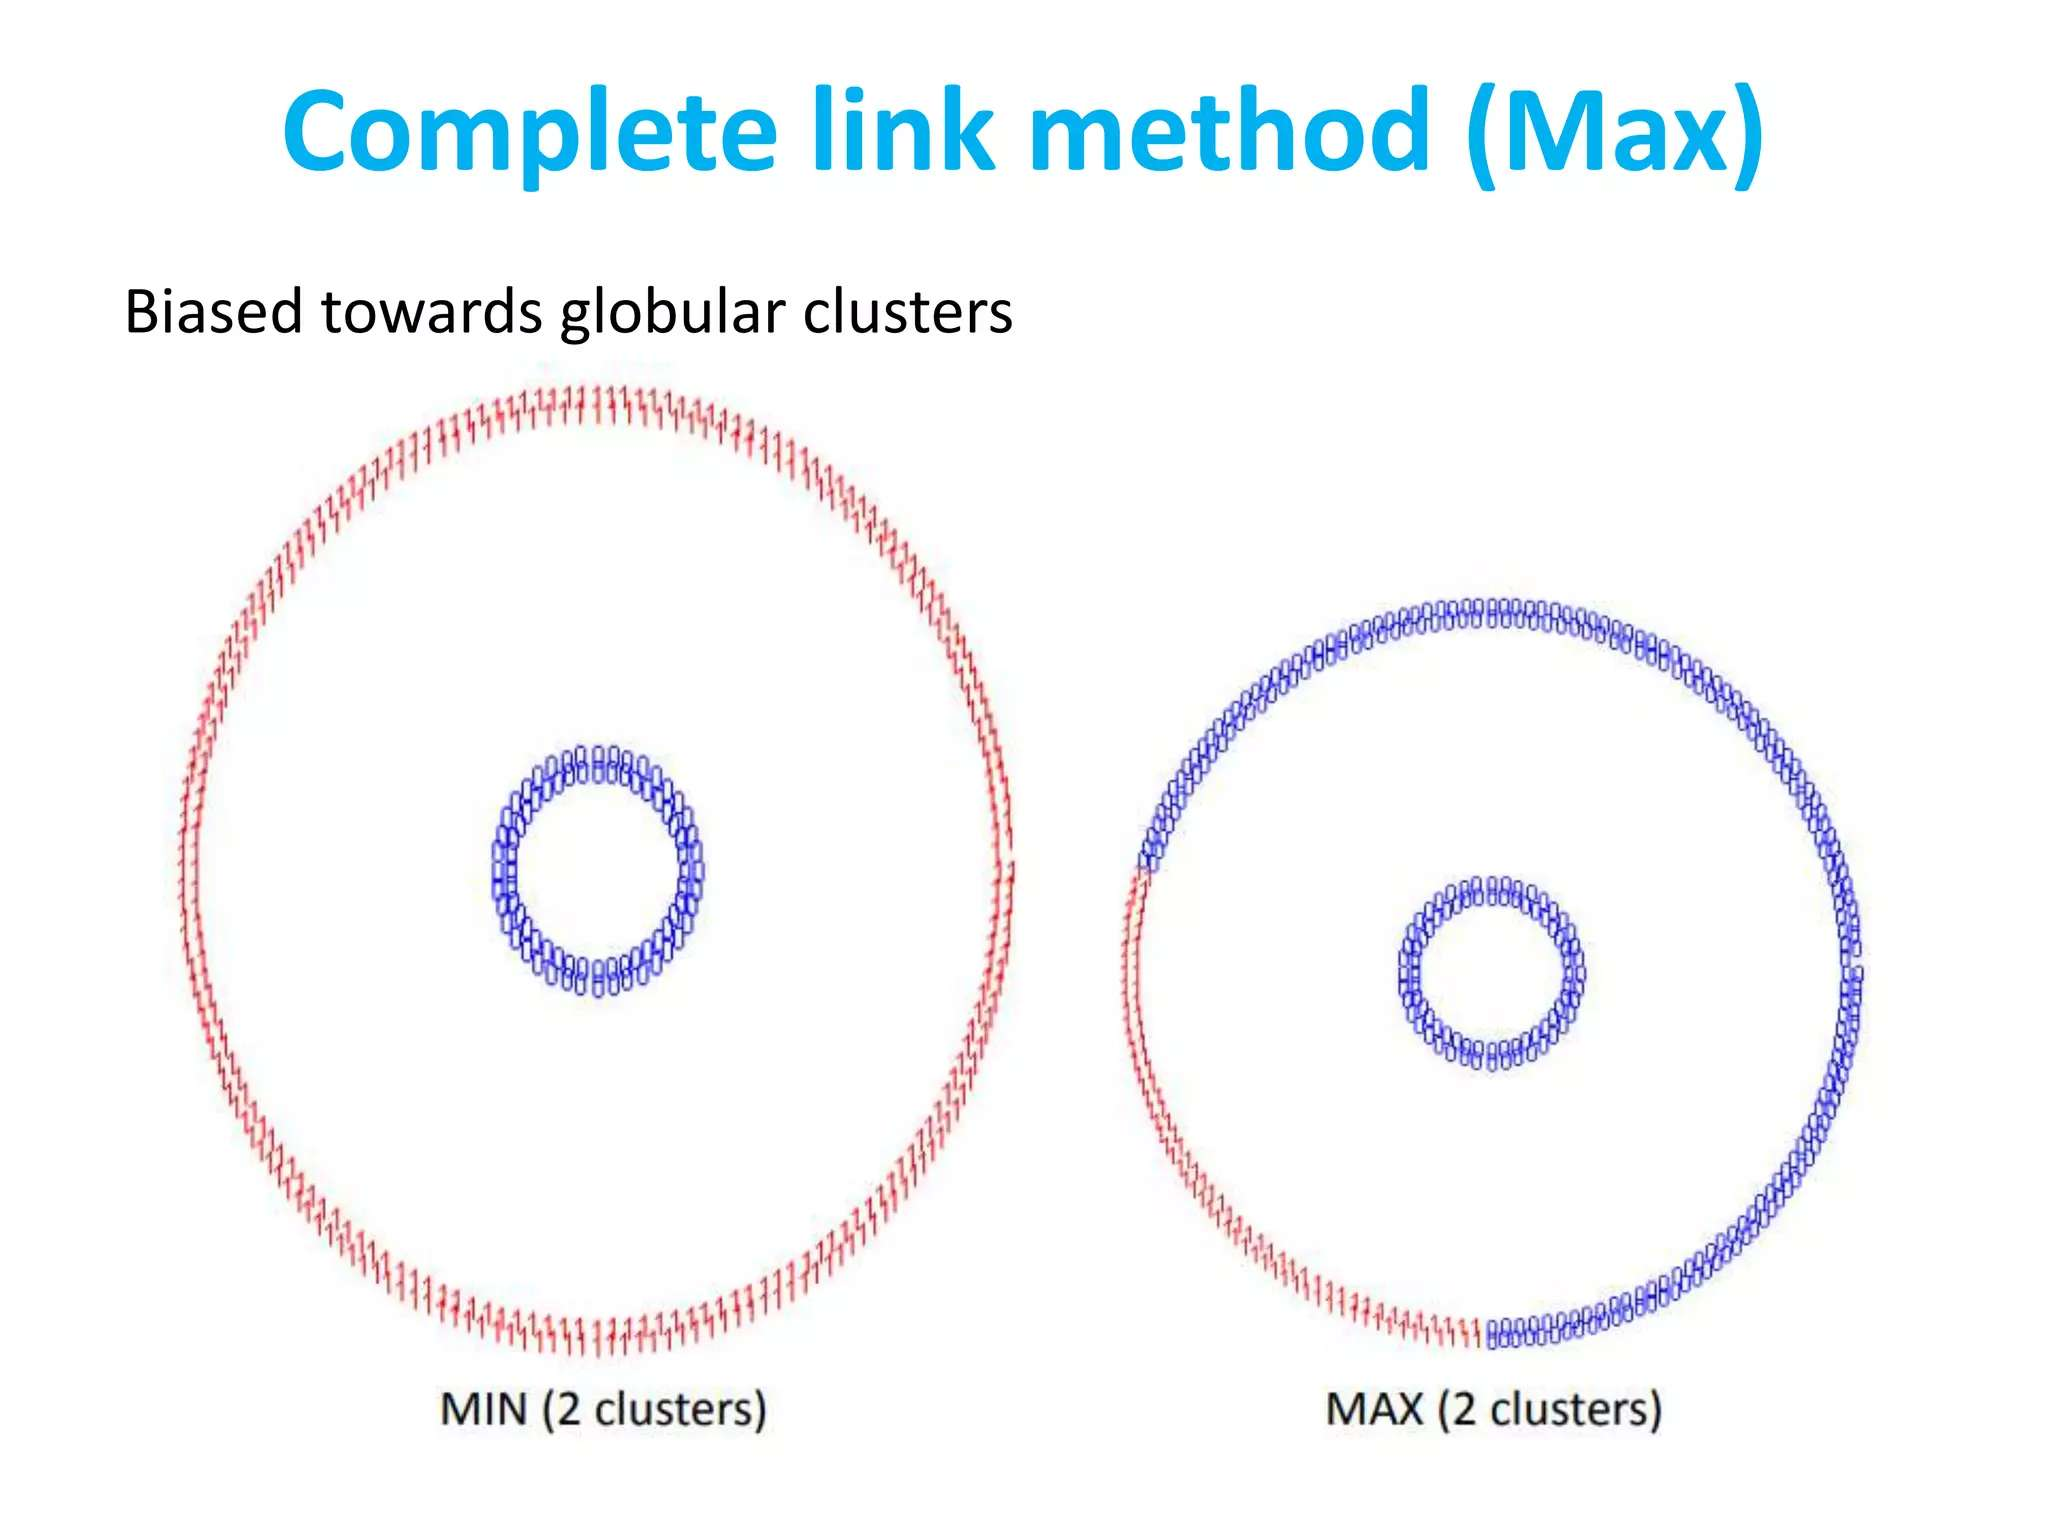 Complete link method (Max)
Biased towards globular clusters
MIN (2 clusters)
MAX (2 clusters)